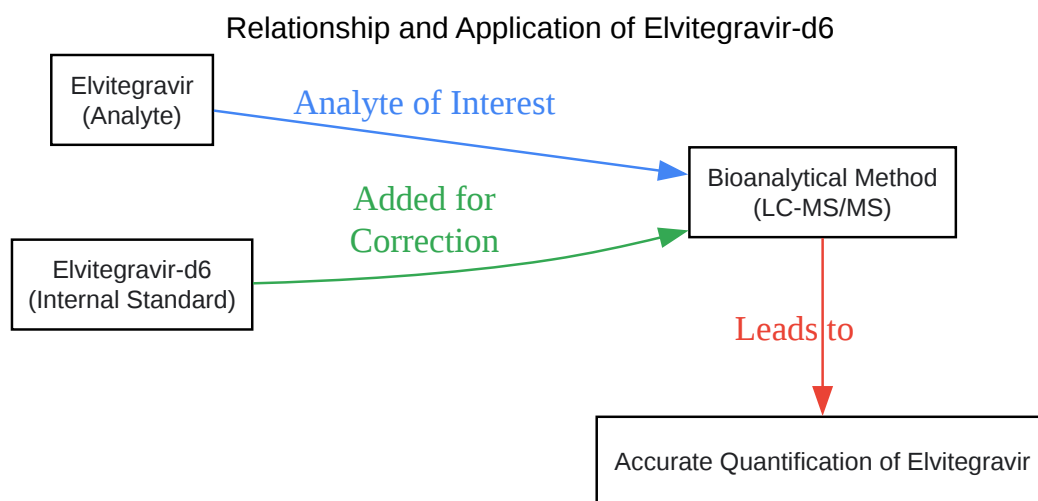 Relationship and Application of Elvitegravir-d6
Elvitegravir
(Analyte)
Analyte of Interest
Bioanalytical Method
(LC-MS/MS)
Added for
Correction
Elvitegravir-d6
(Internal Standard)
Leads to
Accurate Quantification of Elvitegravir